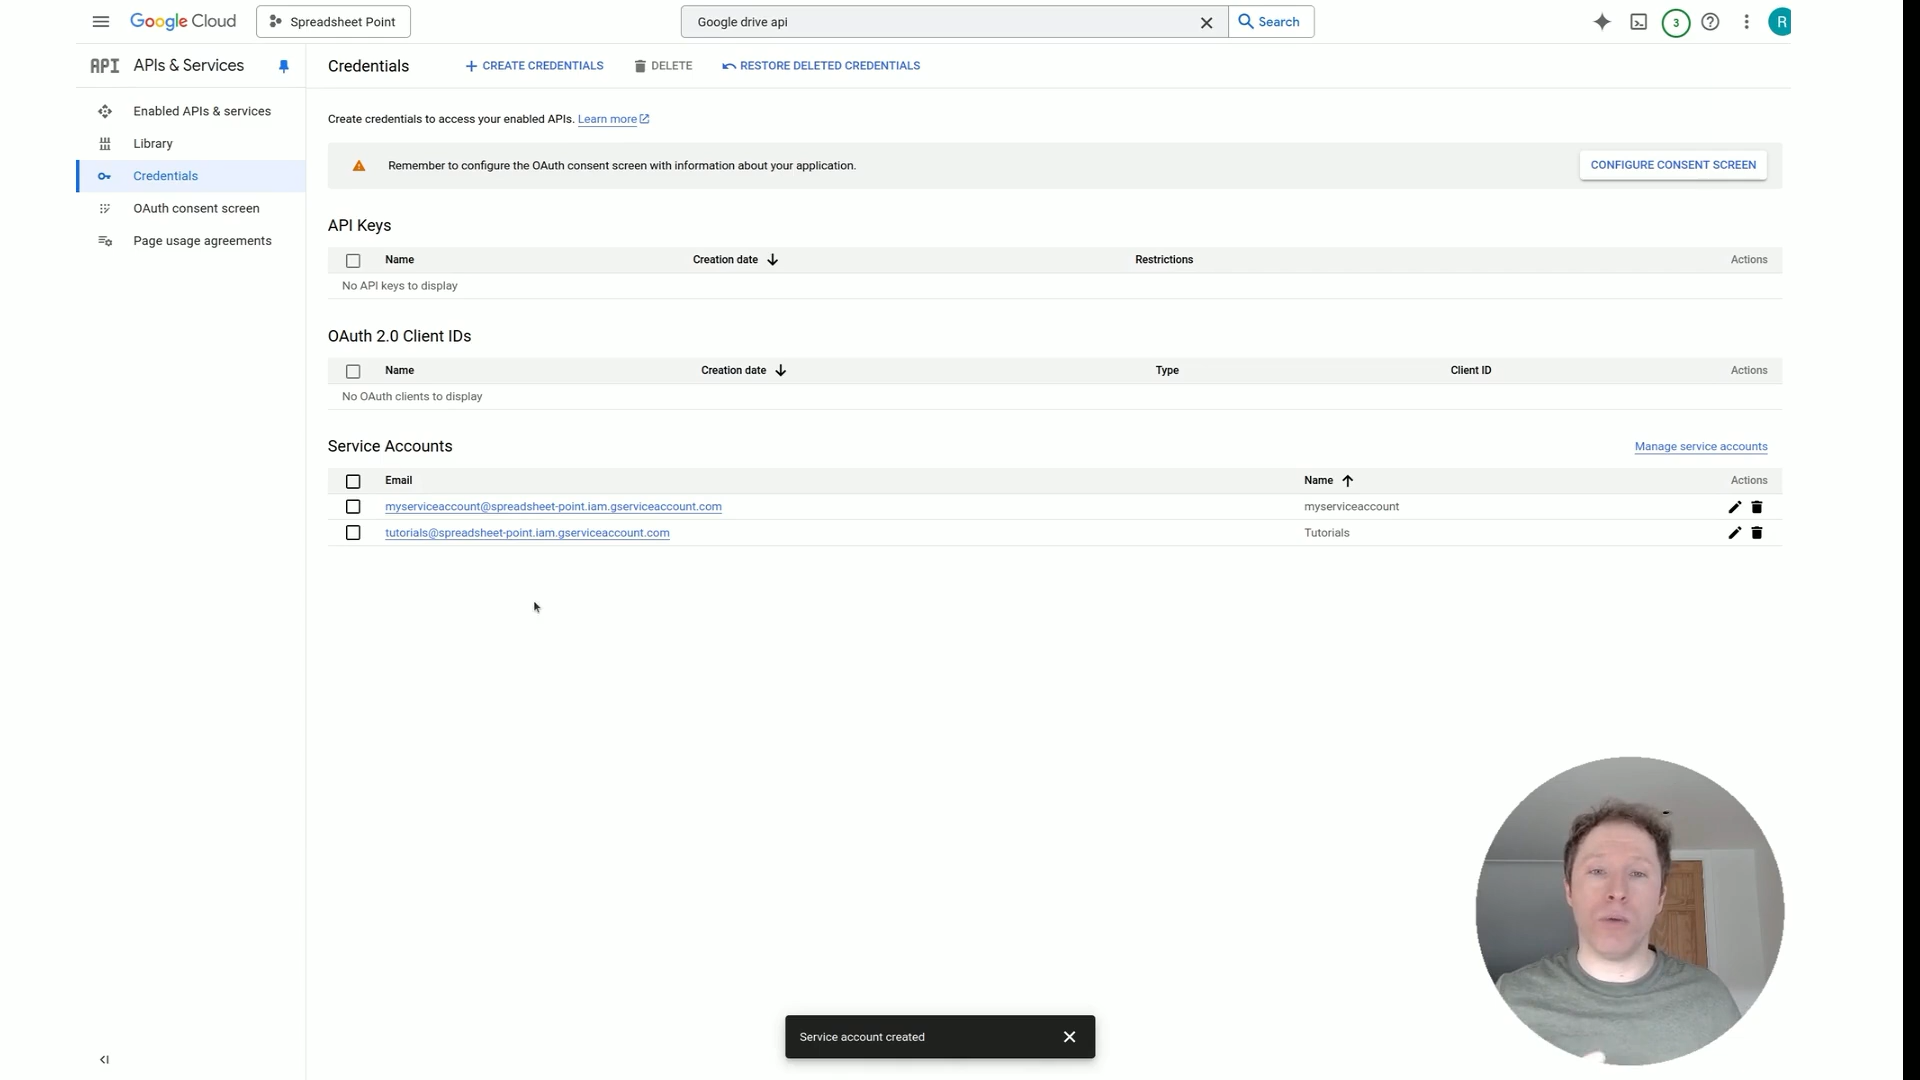 Google Cloud
Spreadsheet Point
Google drive api
Search
3
R
API APIs & Services
Credentials
CREATE CREDENTIALS
DELETE
RESTORE DELETED CREDENTIALS
Enabled APIs & services
Library
Credentials
OAuth consent screen
Page usage agreements
Create credentials to access your enabled APIs. Learn more
Remember to configure the OAuth consent screen with information about your application.
CONFIGURE CONSENT SCREEN
API Keys
Name Creation date Restrictions Actions
No API keys to display
OAuth 2.0 Client IDs
Name Creation date Type Client ID Actions
No OAuth clients to display
Service Accounts
Manage service accounts
Email Name Actions
myserviceaccount@spreadsheet-point.iam.gserviceaccount.com myserviceaccount
tutorials@spreadsheet-point.iam.gserviceaccount.com Tutorials
Service account created